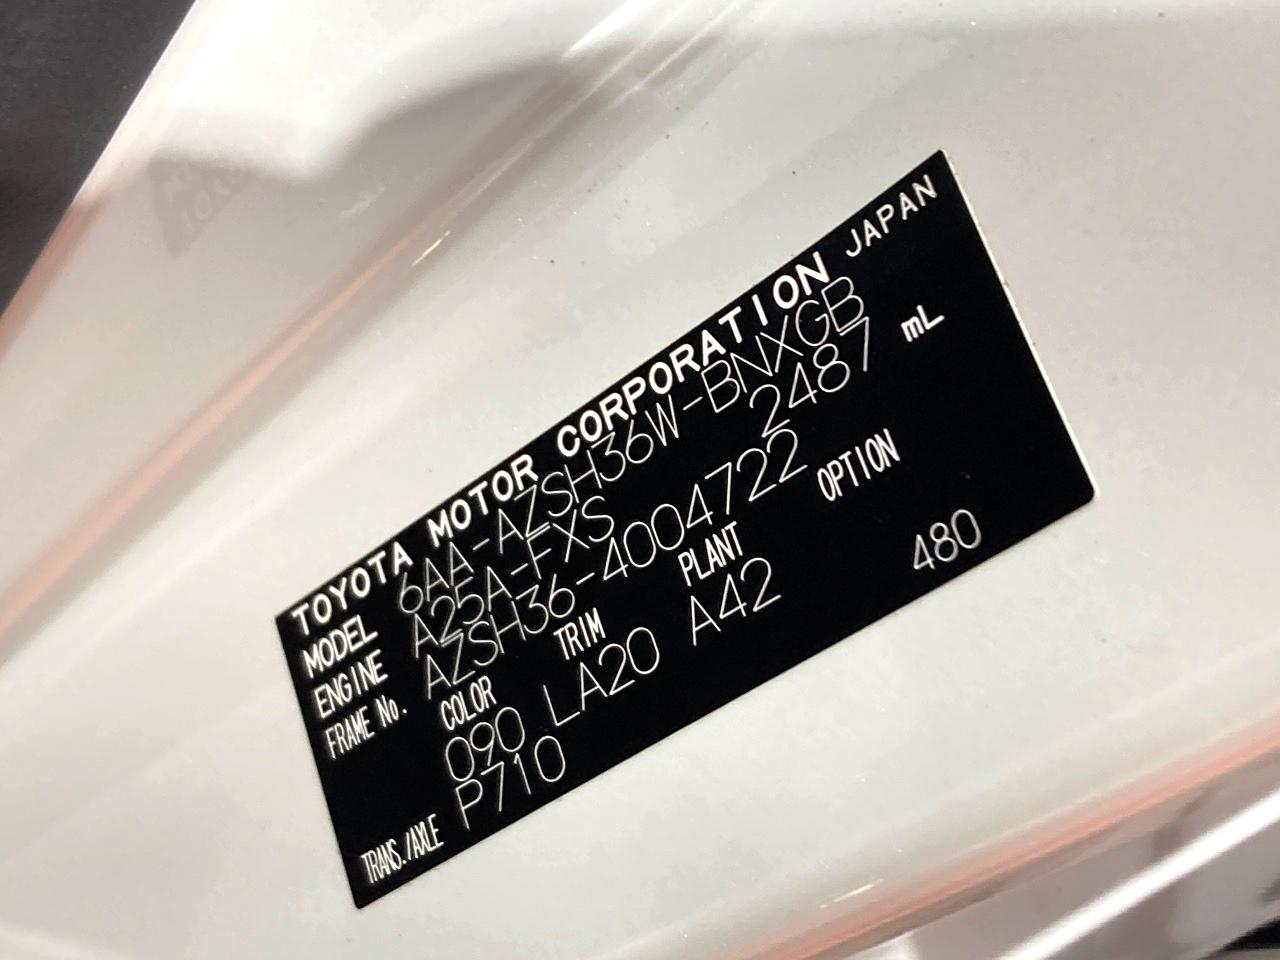 TOYOTA MOTOR CORPORATION JAPAN
MODEL 6AA-AZSH36W-BNXGB
ENGINE A25A-FXS 2487 mL
FRAME No. AZSH36-4004722
COLOR TRIM PLANT OPTION
090 LA20 A42 480
TRANS./AXLE P710